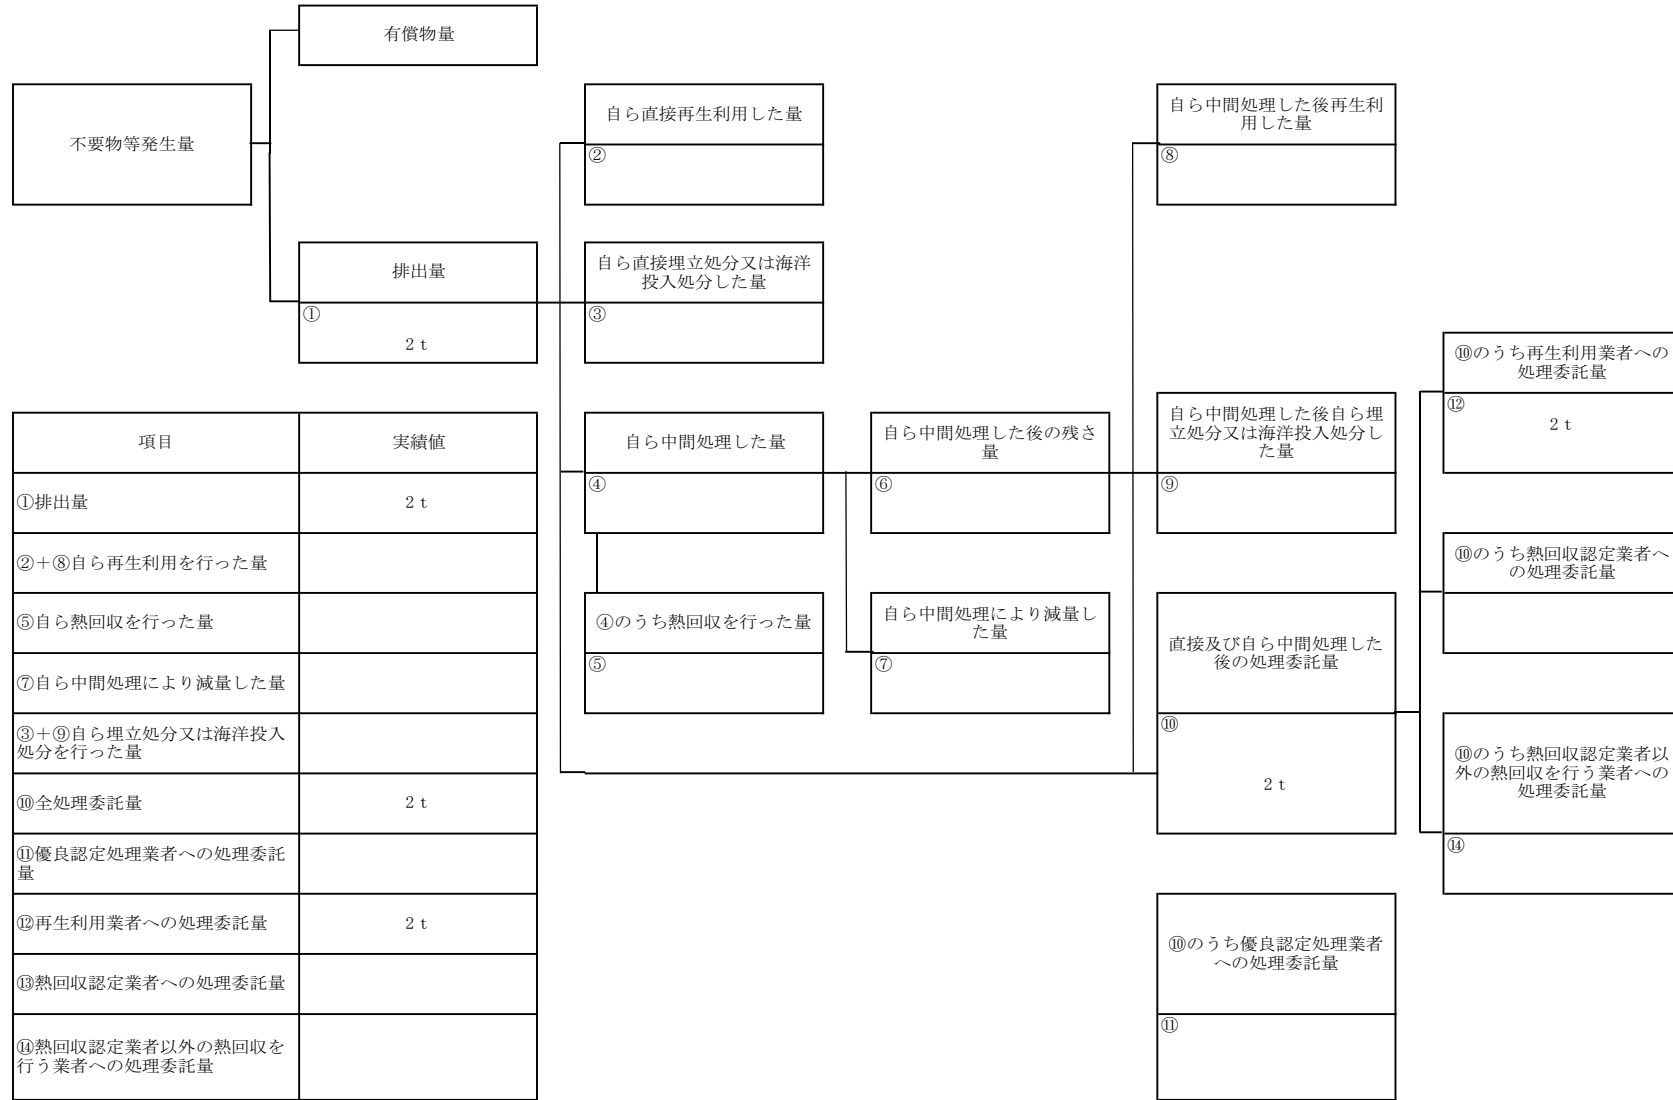 有償物量
不要物等発生量
自ら直接再生利用した量
②
自ら中間処理した後再生利
用した量
⑧
排出量
①
2 t
自ら直接埋立処分又は海洋
投入処分した量
③
⑩のうち再生利用業者への
処理委託量
⑫
2 t
自ら中間処理した量
④
自ら中間処理した後の残さ
量
⑥
自ら中間処理した後自ら埋
立処分又は海洋投入処分し
た量
⑨
⑩のうち熱回収認定業者へ
の処理委託量
④のうち熱回収を行った量
⑤
自ら中間処理により減量し
た量
⑦
直接及び自ら中間処理した
後の処理委託量
⑩
2 t
⑩のうち熱回収認定業者以
外の熱回収を行う業者への
処理委託量
⑭
⑩のうち優良認定処理業者
への処理委託量
⑪
項目 実績値
①排出量 2 t
②＋⑧自ら再生利用を行った量
⑤自ら熱回収を行った量
⑦自ら中間処理により減量した量
③＋⑨自ら埋立処分又は海洋投入
処分を行った量
⑩全処理委託量 2 t
⑪優良認定処理業者への処理委託
量
⑫再生利用業者への処理委託量 2 t
⑬熱回収認定業者への処理委託量
⑭熱回収認定業者以外の熱回収を
行う業者への処理委託量